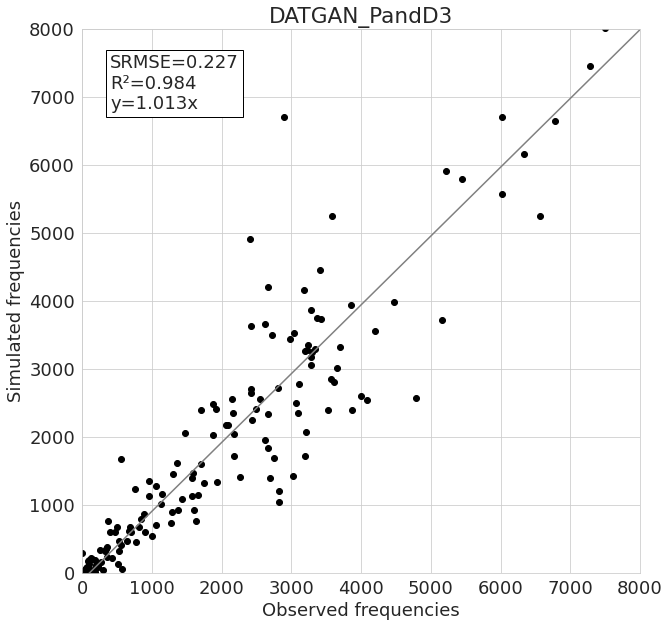 DATGAN_PandD3
SRMSE=0.227
R²=0.984
y=1.013x
8000
7000
6000
5000
4000
3000
2000
1000
0
Simulated frequencies
0 1000 2000 3000 4000 5000 6000 7000 8000
Observed frequencies